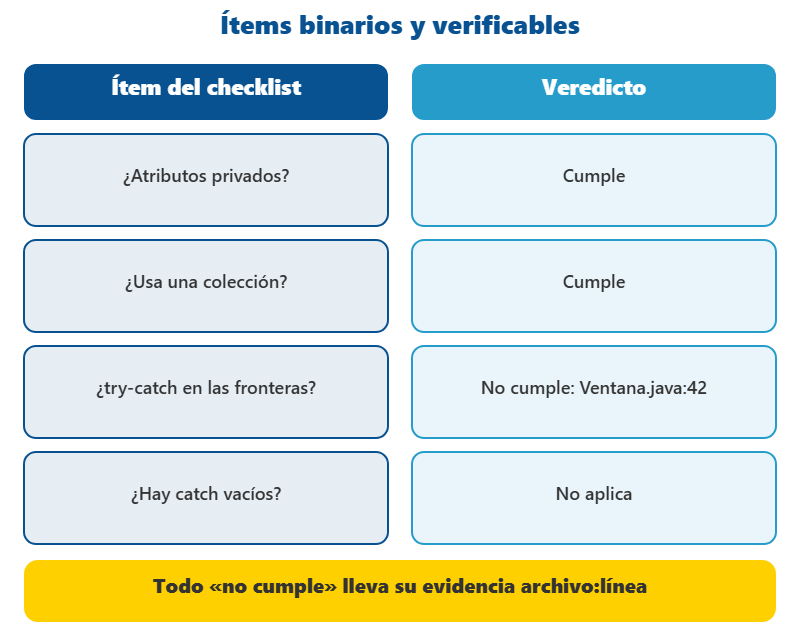 Ítems binarios y verificables
Ítem del checklist
Veredicto
¿Atributos privados?
Cumple
¿Usa una colección?
Cumple
¿try-catch en las fronteras?
No cumple: Ventana.java:42
¿Hay catch vacíos?
No aplica
Todo «no cumple» lleva su evidencia archivo:línea